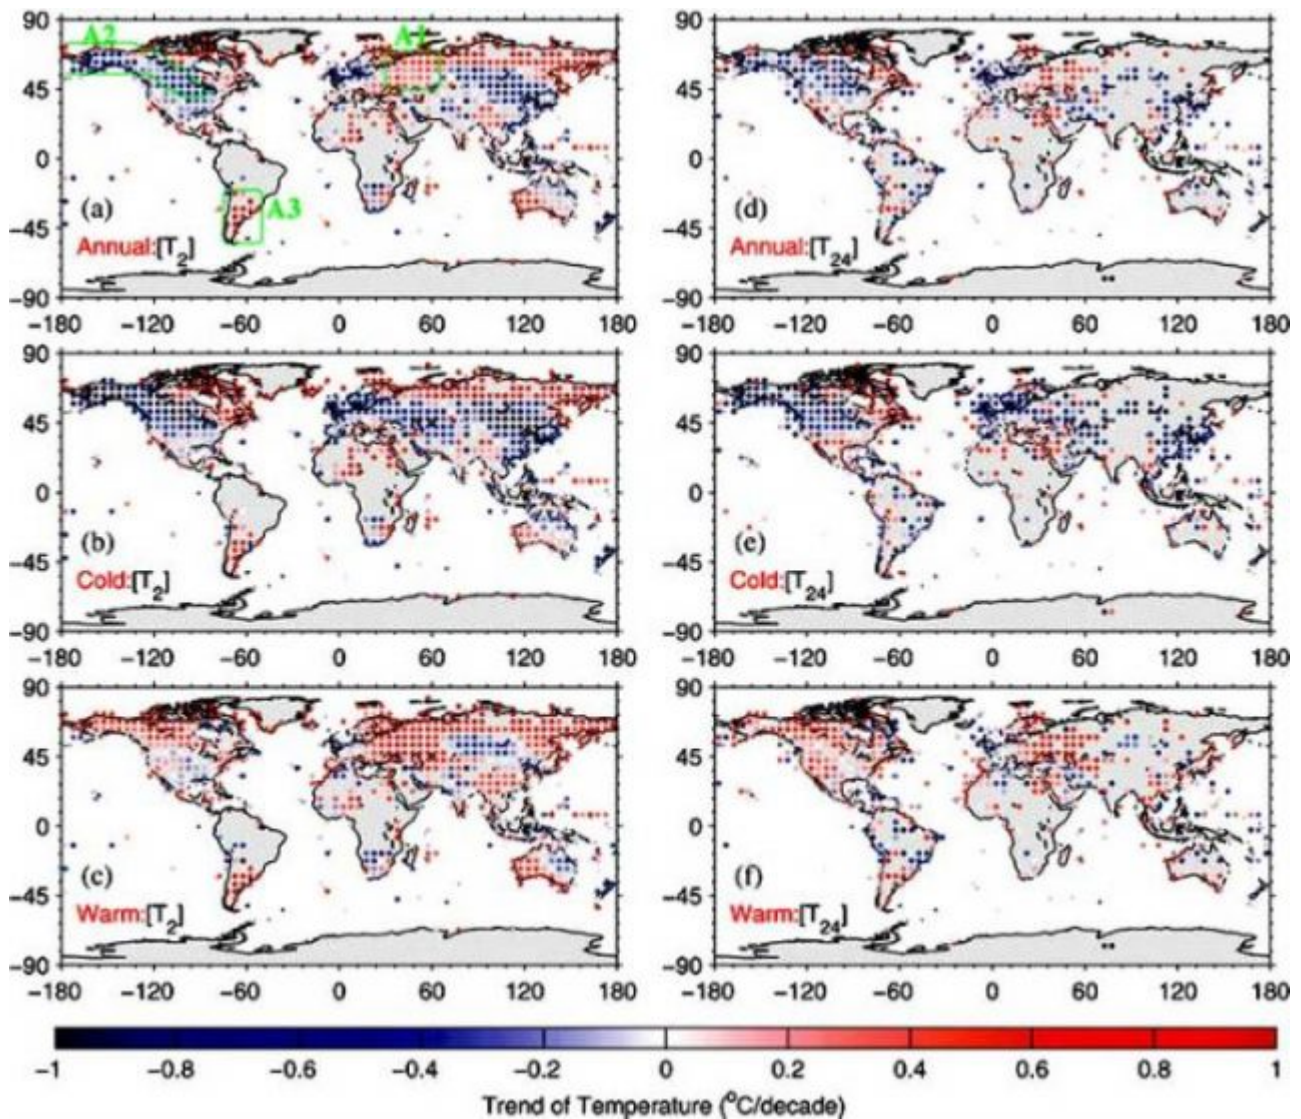 90
45
0
-45
-90
A2
A1
A3
(a)
Annual:[T2]
-180 -120 -60 0 60 120 180
90
45
0
-45
-90
(d)
Annual:[T24]
-180 -120 -60 0 60 120 180
90
45
0
-45
-90
(b)
Cold:[T2]
-180 -120 -60 0 60 120 180
90
45
0
-45
-90
(e)
Cold:[T24]
-180 -120 -60 0 60 120 180
90
45
0
-45
-90
(c)
Warm:[T2]
-180 -120 -60 0 60 120 180
90
45
0
-45
-90
(f)
Warm:[T24]
-180 -120 -60 0 60 120 180
-1 -0.8 -0.6 -0.4 -0.2 0 0.2 0.4 0.6 0.8 1
Trend of Temperature (°C/decade)